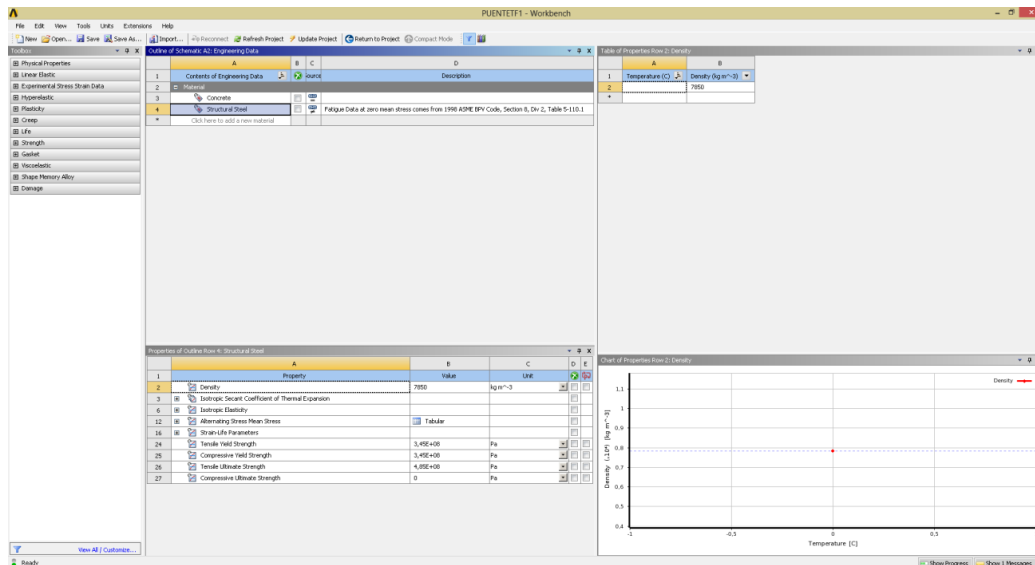 PUENTETF1 - Workbench
File Edit View Tools Units Extensions Help
New Open... Save Save As... Import... Reconnect Refresh Project Update Project Return to Project Compact Mode
Toolbox
Physical Properties
Linear Elastic
Experimental Stress Strain Data
Hyperelastic
Plasticity
Creep
Life
Strength
Gasket
Viscoelastic
Shape Memory Alloy
Damage
View All / Customize...
Outline of Schematic A2: Engineering Data
A B C D
1 Contents of Engineering Data ource Description
2 Material
3 Concrete
4 Structural Steel Fatigue Data at zero mean stress comes from 1998 ASME BPV Code, Section 8, Div 2, Table 5-110.1
* Click here to add a new material
Table of Properties Row 2: Density
A B
1 Temperature (C) Density (kg m^-3)
2 7850
*
Properties of Outline Row 4: Structural Steel
A B C D E
1 Property Value Unit
2 Density 7850 kg m^-3
3 Isotropic Secant Coefficient of Thermal Expansion
6 Isotropic Elasticity
12 Alternating Stress Mean Stress Tabular
16 Strain-Life Parameters
24 Tensile Yield Strength 3,45E+08 Pa
25 Compressive Yield Strength 3,45E+08 Pa
26 Tensile Ultimate Strength 4,85E+08 Pa
27 Compressive Ultimate Strength 0 Pa
Chart of Properties Row 2: Density
Density
1,1
1
0,9
0,8
0,7
0,6
0,5
0,4
Density (.10⁴) [kg m^-3]
-1 -0,5 0 0,5
Temperature [C]
Ready
Show Progress Show 1 Messages